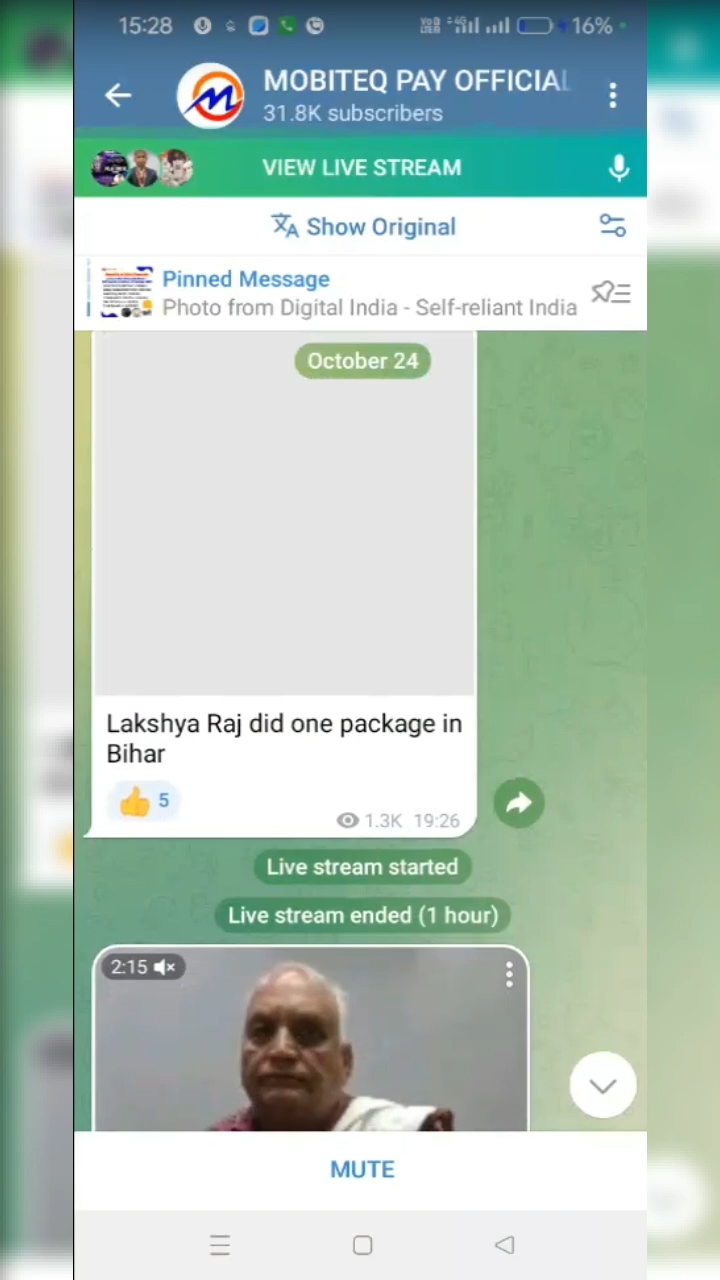 15:28
16%
MOBITEQ PAY OFFICIAL
31.8K subscribers
VIEW LIVE STREAM
Show Original
Pinned Message
Photo from Digital India - Self-reliant India
October 24
Lakshya Raj did one package in
Bihar
5
1.3K 19:26
Live stream started
Live stream ended (1 hour)
2:15
MUTE